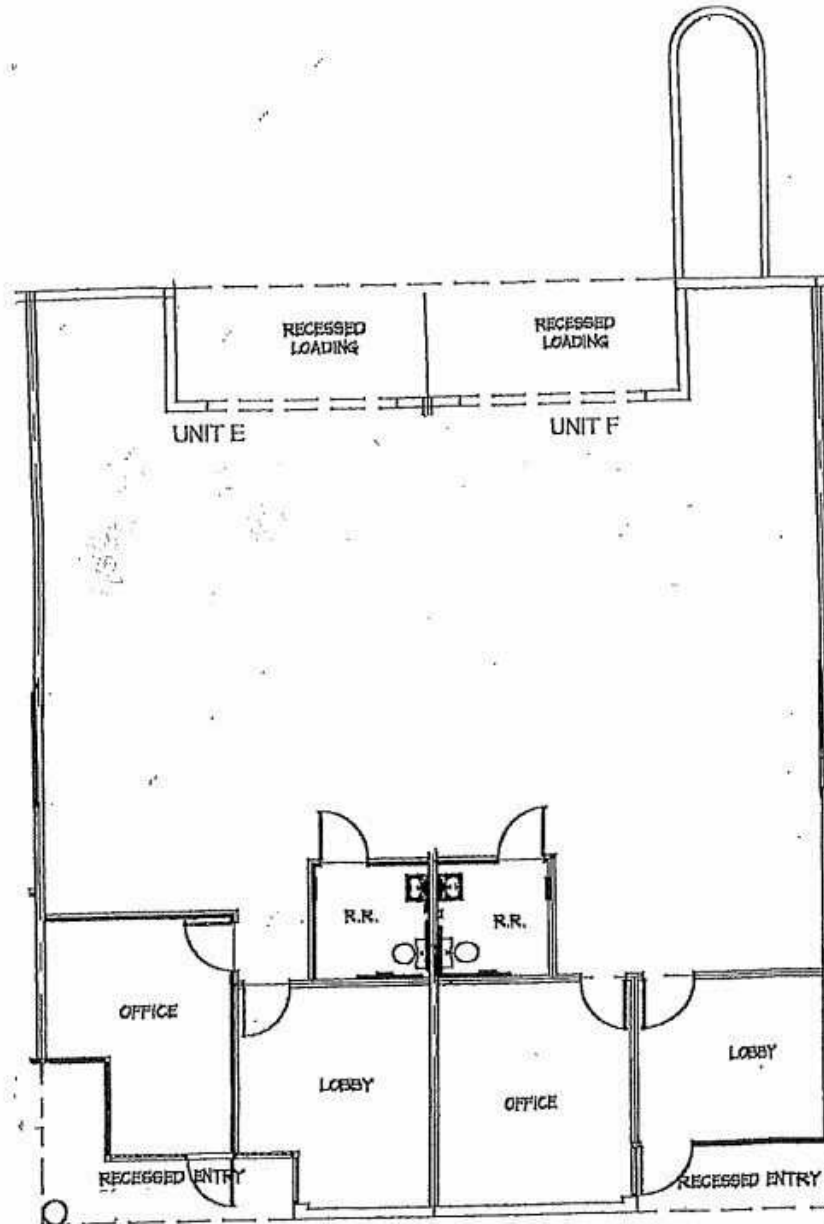 RECESSED
LOADING
RECESSED
LOADING
UNIT E
UNIT F
R.R.
R.R.
OFFICE
LOBBY
OFFICE
LOBBY
RECESSED ENTRY
RECESSED ENTRY